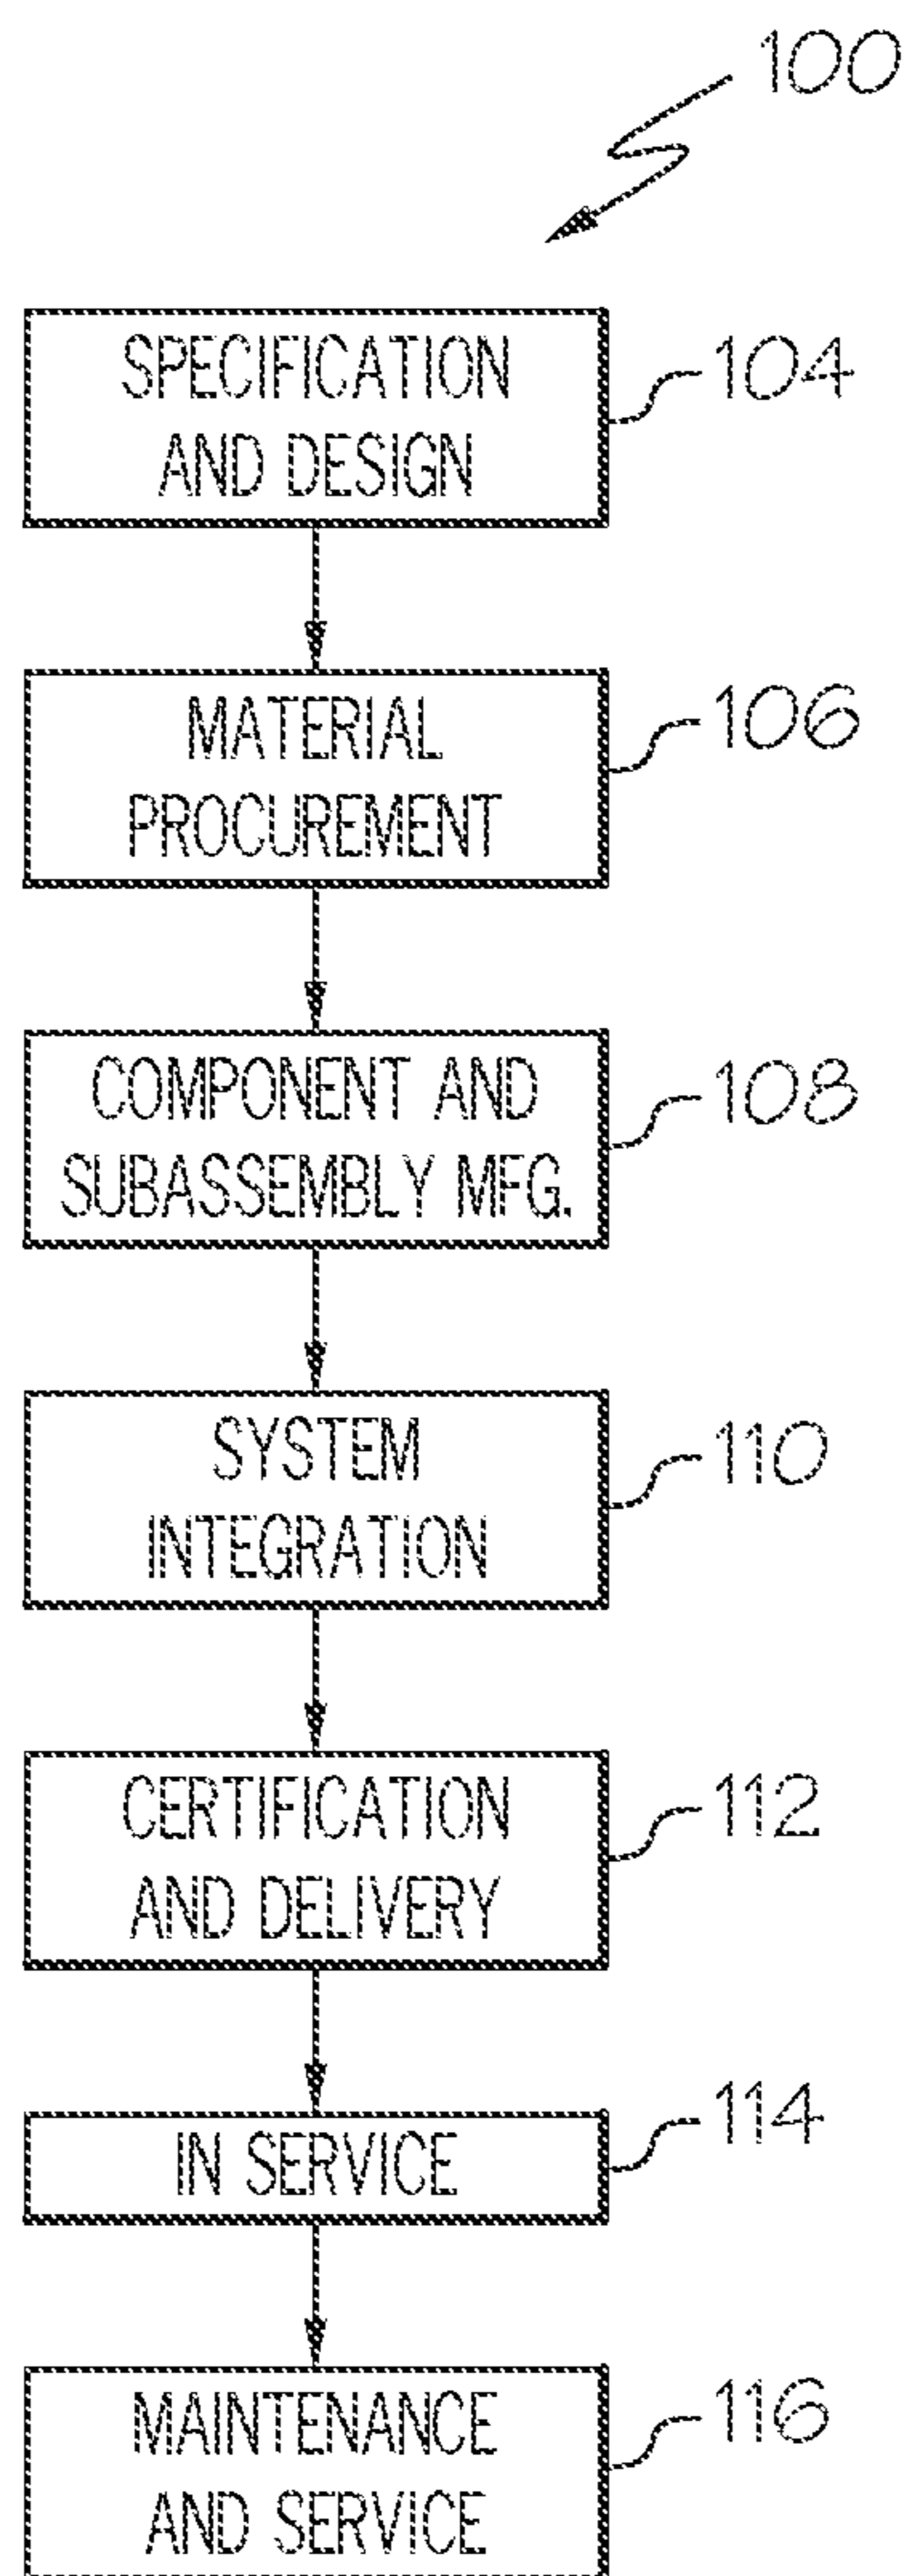 100
SPECIFICATION
AND DESIGN
104
MATERIAL
PROCUREMENT
106
COMPONENT AND
SUBASSEMBLY MFG.
108
SYSTEM
INTEGRATION
110
CERTIFICATION
AND DELIVERY
112
IN SERVICE
114
MAINTENANCE
AND SERVICE
116